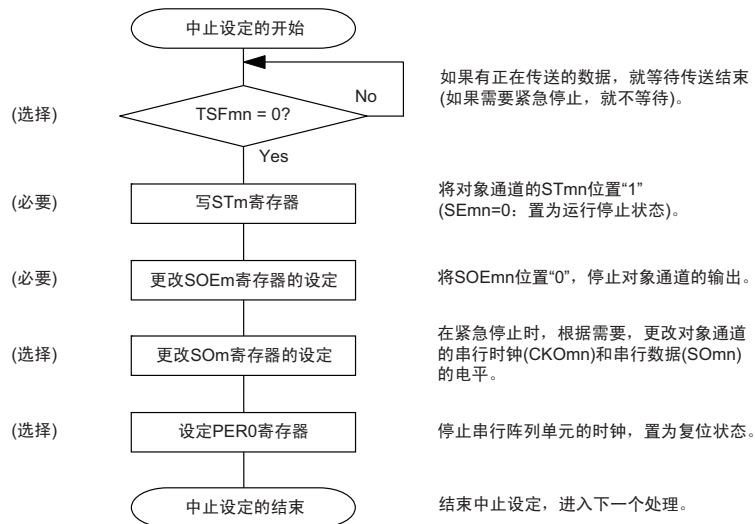 中止设定的开始
如果有正在传送的数据，就等待传送结束
(如果需要紧急停止，就不等待)。
No
(选择)
TSFmn = 0?
Yes
(必要)
写STm寄存器
将对象通道的STmn位置“1”
(SEmn=0：置为运行停止状态)。
(必要)
更改SOEm寄存器的设定
将SOEmn位置“0”，停止对象通道的输出。
(选择)
更改SOm寄存器的设定
在紧急停止时，根据需要，更改对象通道
的串行时钟(CKOmn)和串行数据(SOmn)
的电平。
(选择)
设定PER0寄存器
停止串行阵列单元的时钟，置为复位状态。
中止设定的结束
结束中止设定，进入下一个处理。